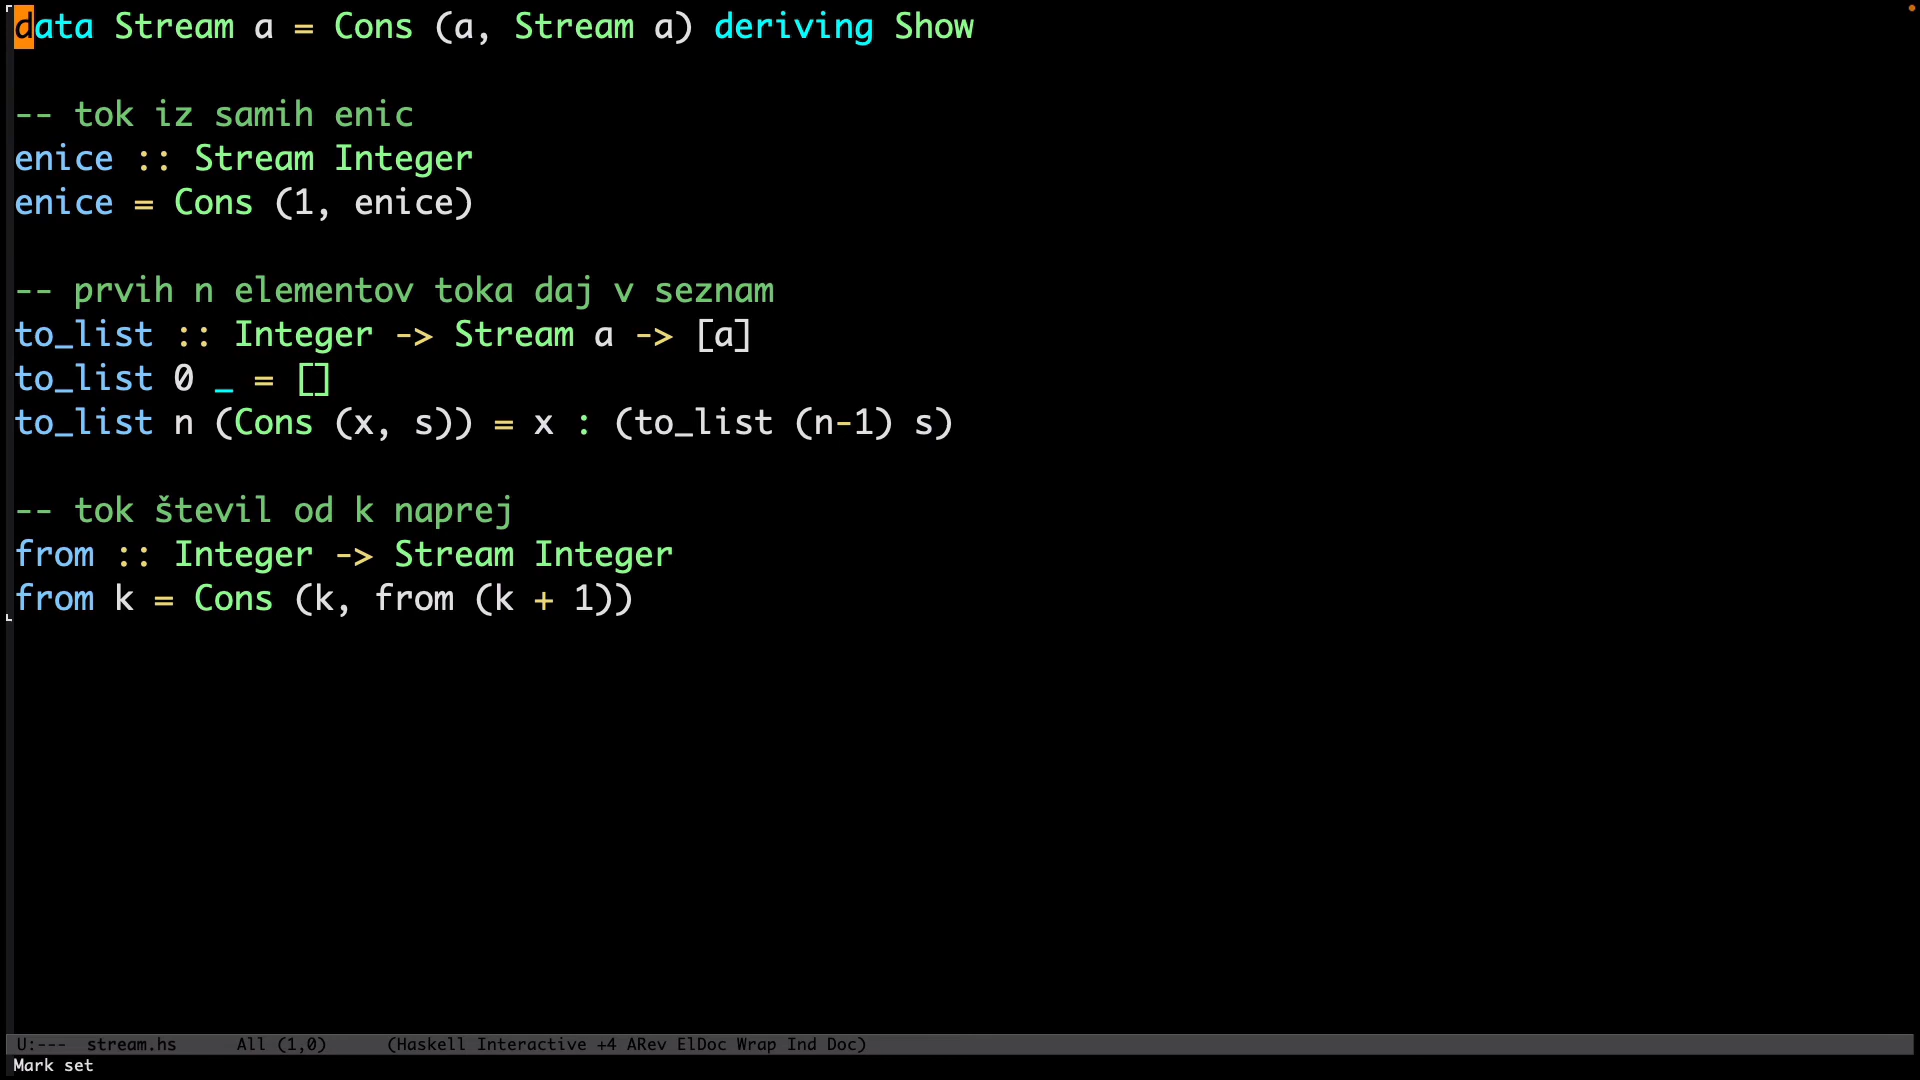 data Stream a = Cons (a, Stream a) deriving Show
-- tok iz samih enic
enice :: Stream Integer
enice = Cons (1, enice)
-- prvih n elementov toka daj v seznam
to_list :: Integer -> Stream a -> [a]
to_list 0 _ = []
to_list n (Cons (x, s)) = x : (to_list (n-1) s)
-- tok števil od k naprej
from :: Integer -> Stream Integer
from k = Cons (k, from (k + 1))
U:--- stream.hs All (1,0) (Haskell Interactive +4 ARev ElDoc Wrap Ind Doc)
Mark set